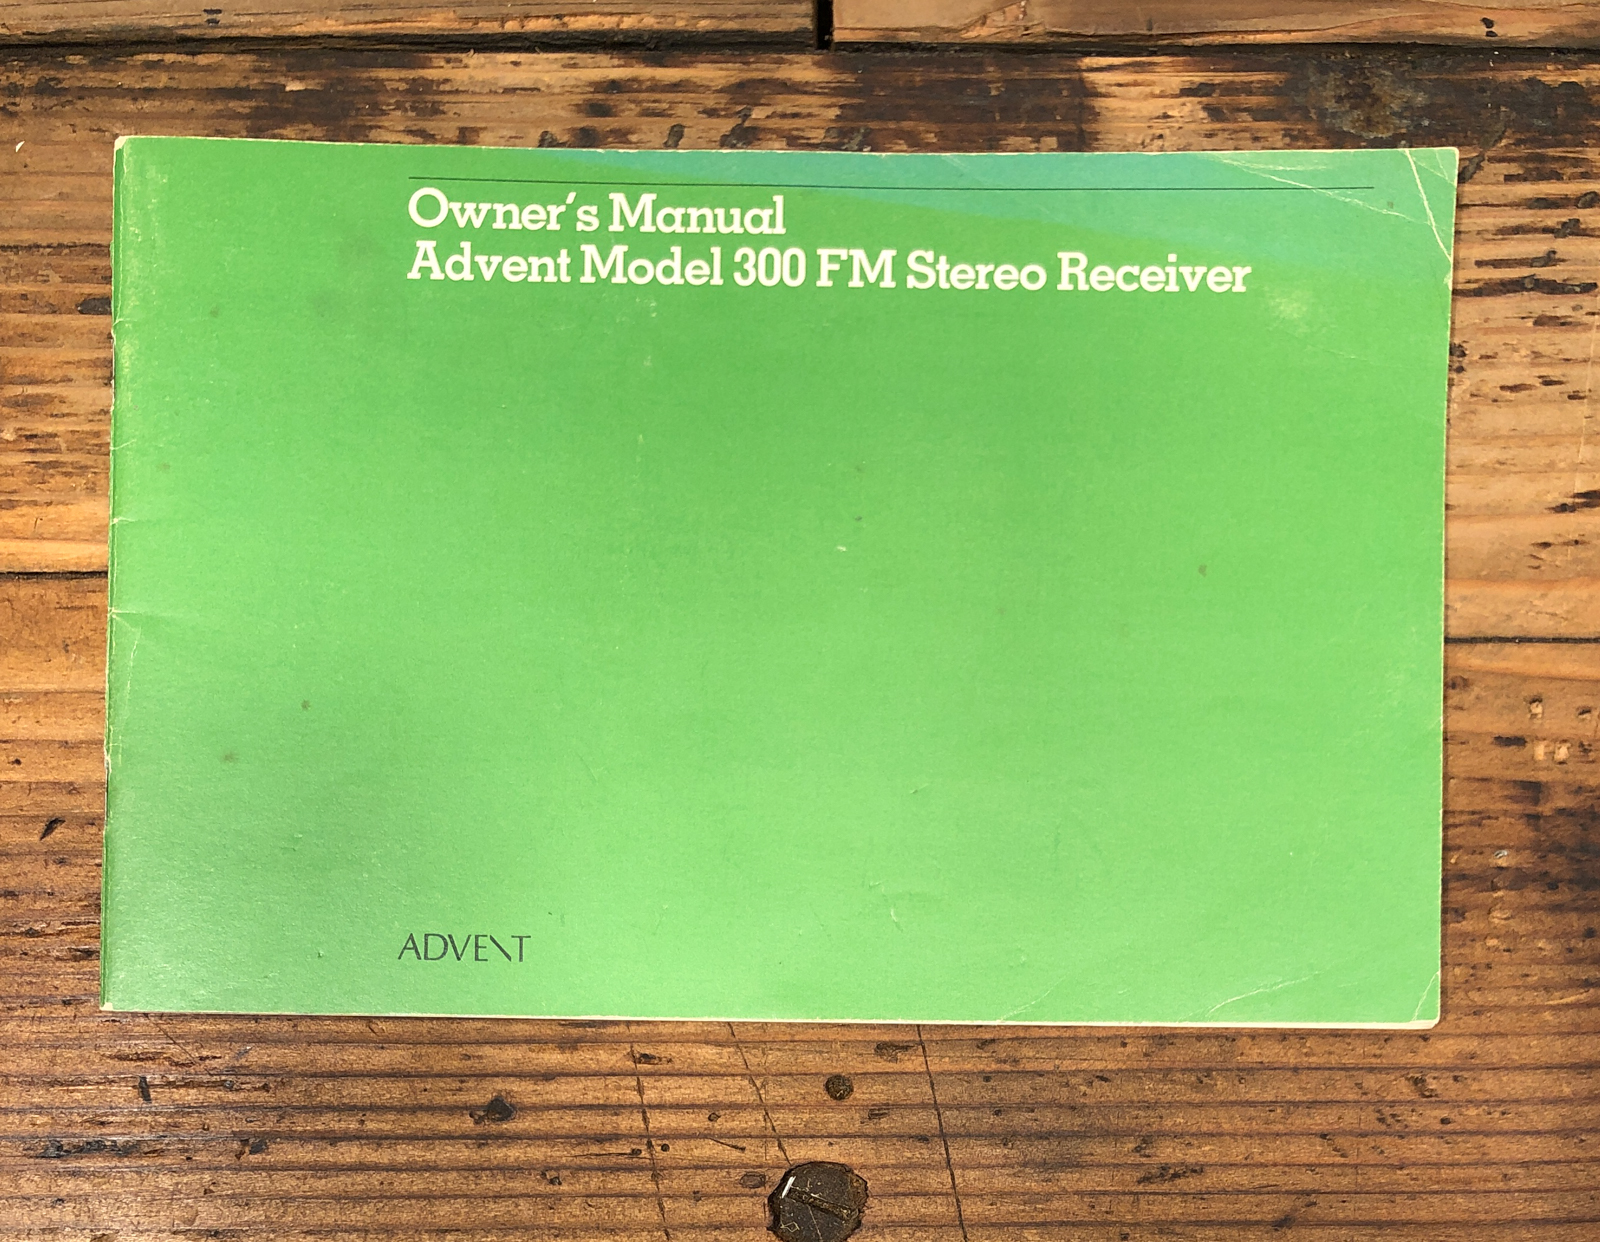 Owner's Manual
Advent Model 300 FM Stereo Receiver
ADVENT